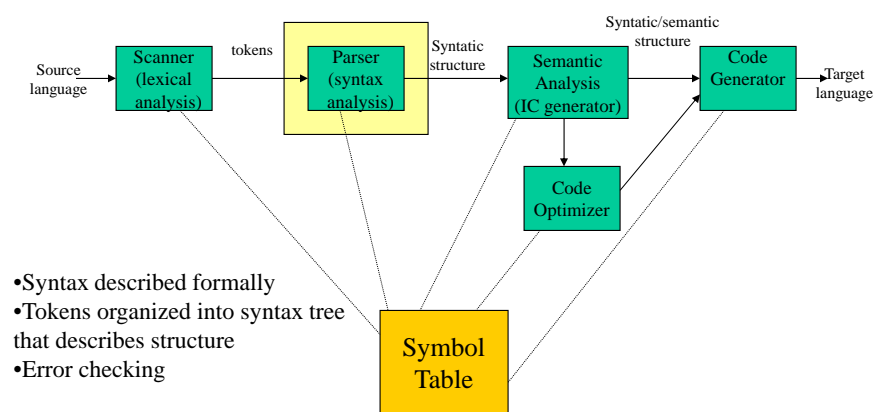 Source
language
Scanner
(lexical
analysis)
tokens
Parser
(syntax
analysis)
Syntatic
structure
Semantic
Analysis
(IC generator)
Syntatic/semantic
structure
Code
Generator
Target
language
Code
Optimizer
•Syntax described formally
•Tokens organized into syntax tree
that describes structure
•Error checking
Symbol
Table